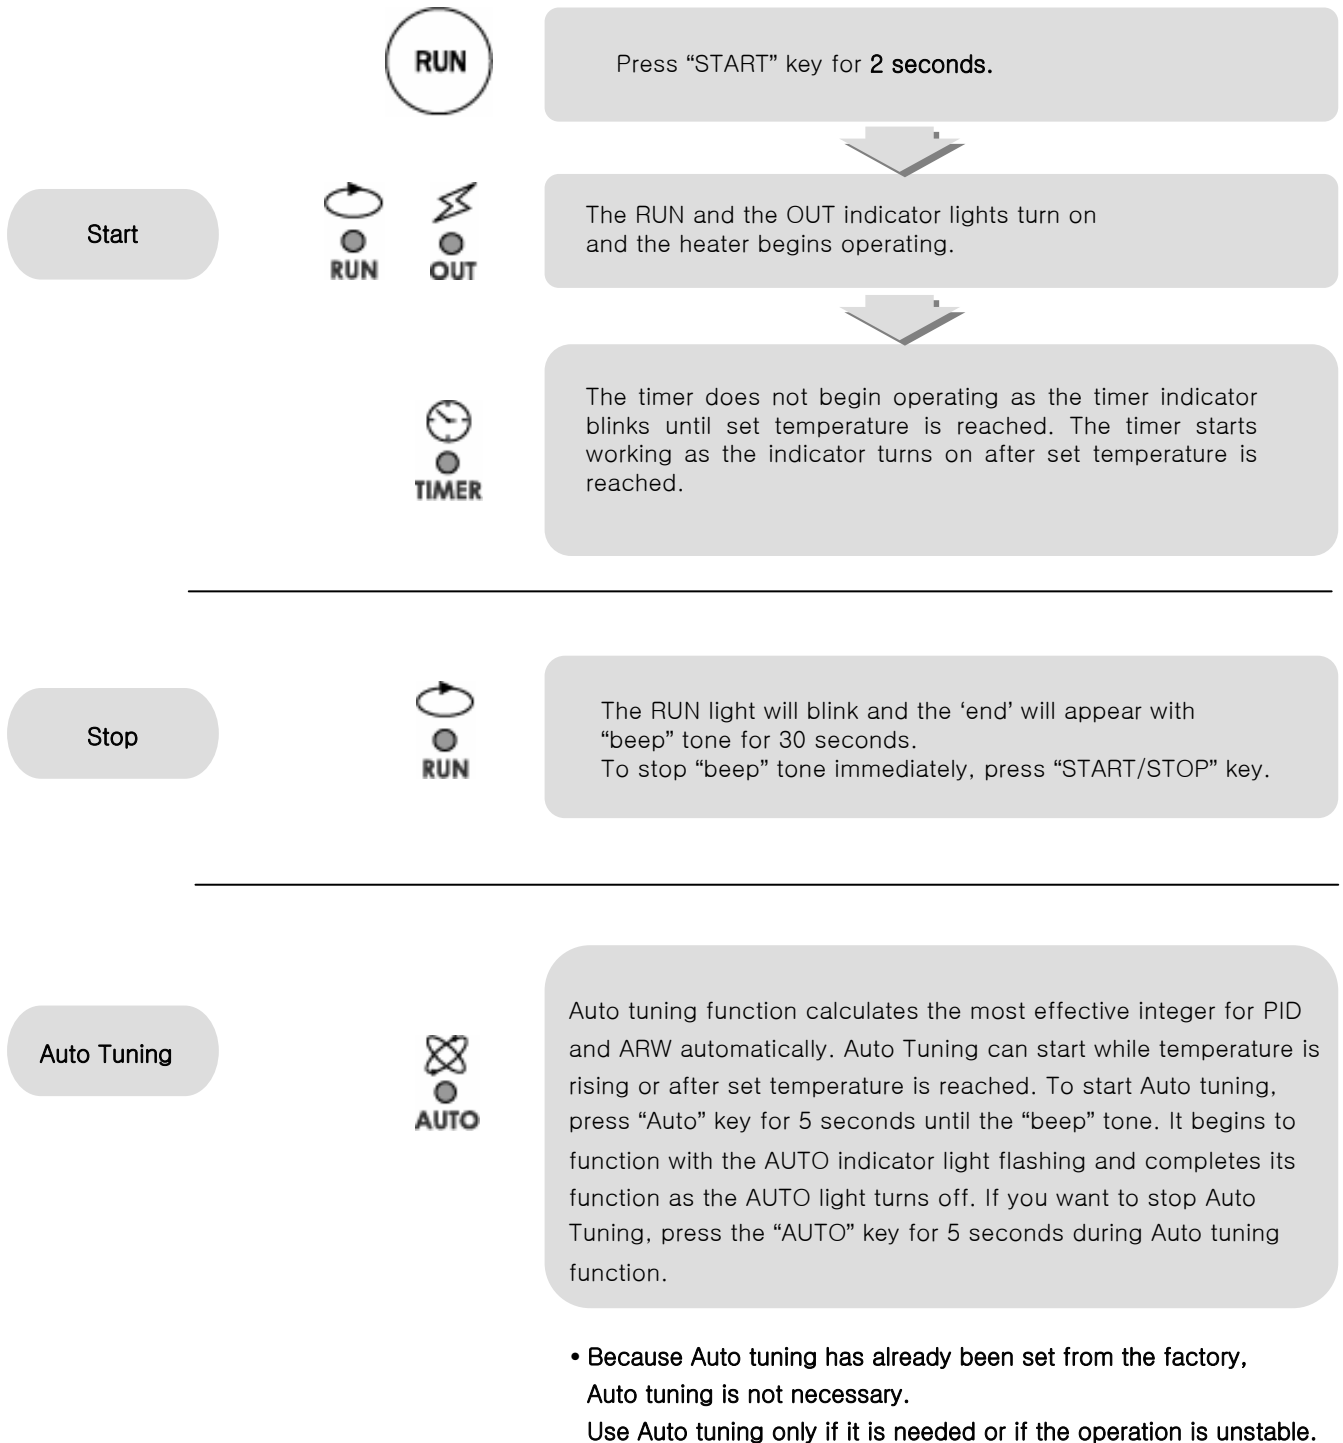 RUN
Press “START” key for 2 seconds.
Start
RUN
OUT
The RUN and the OUT indicator lights turn on
and the heater begins operating.
TIMER
The timer does not begin operating as the timer indicator
blinks until set temperature is reached. The timer starts
working as the indicator turns on after set temperature is
reached.
Stop
RUN
The RUN light will blink and the ‘end’ will appear with
“beep” tone for 30 seconds.
To stop “beep” tone immediately, press “START/STOP” key.
Auto Tuning
AUTO
Auto tuning function calculates the most effective integer for PID
and ARW automatically. Auto Tuning can start while temperature is
rising or after set temperature is reached. To start Auto tuning,
press “Auto” key for 5 seconds until the “beep” tone. It begins to
function with the AUTO indicator light flashing and completes its
function as the AUTO light turns off. If you want to stop Auto
Tuning, press the “AUTO” key for 5 seconds during Auto tuning
function.
• Because Auto tuning has already been set from the factory,
Auto tuning is not necessary.
Use Auto tuning only if it is needed or if the operation is unstable.